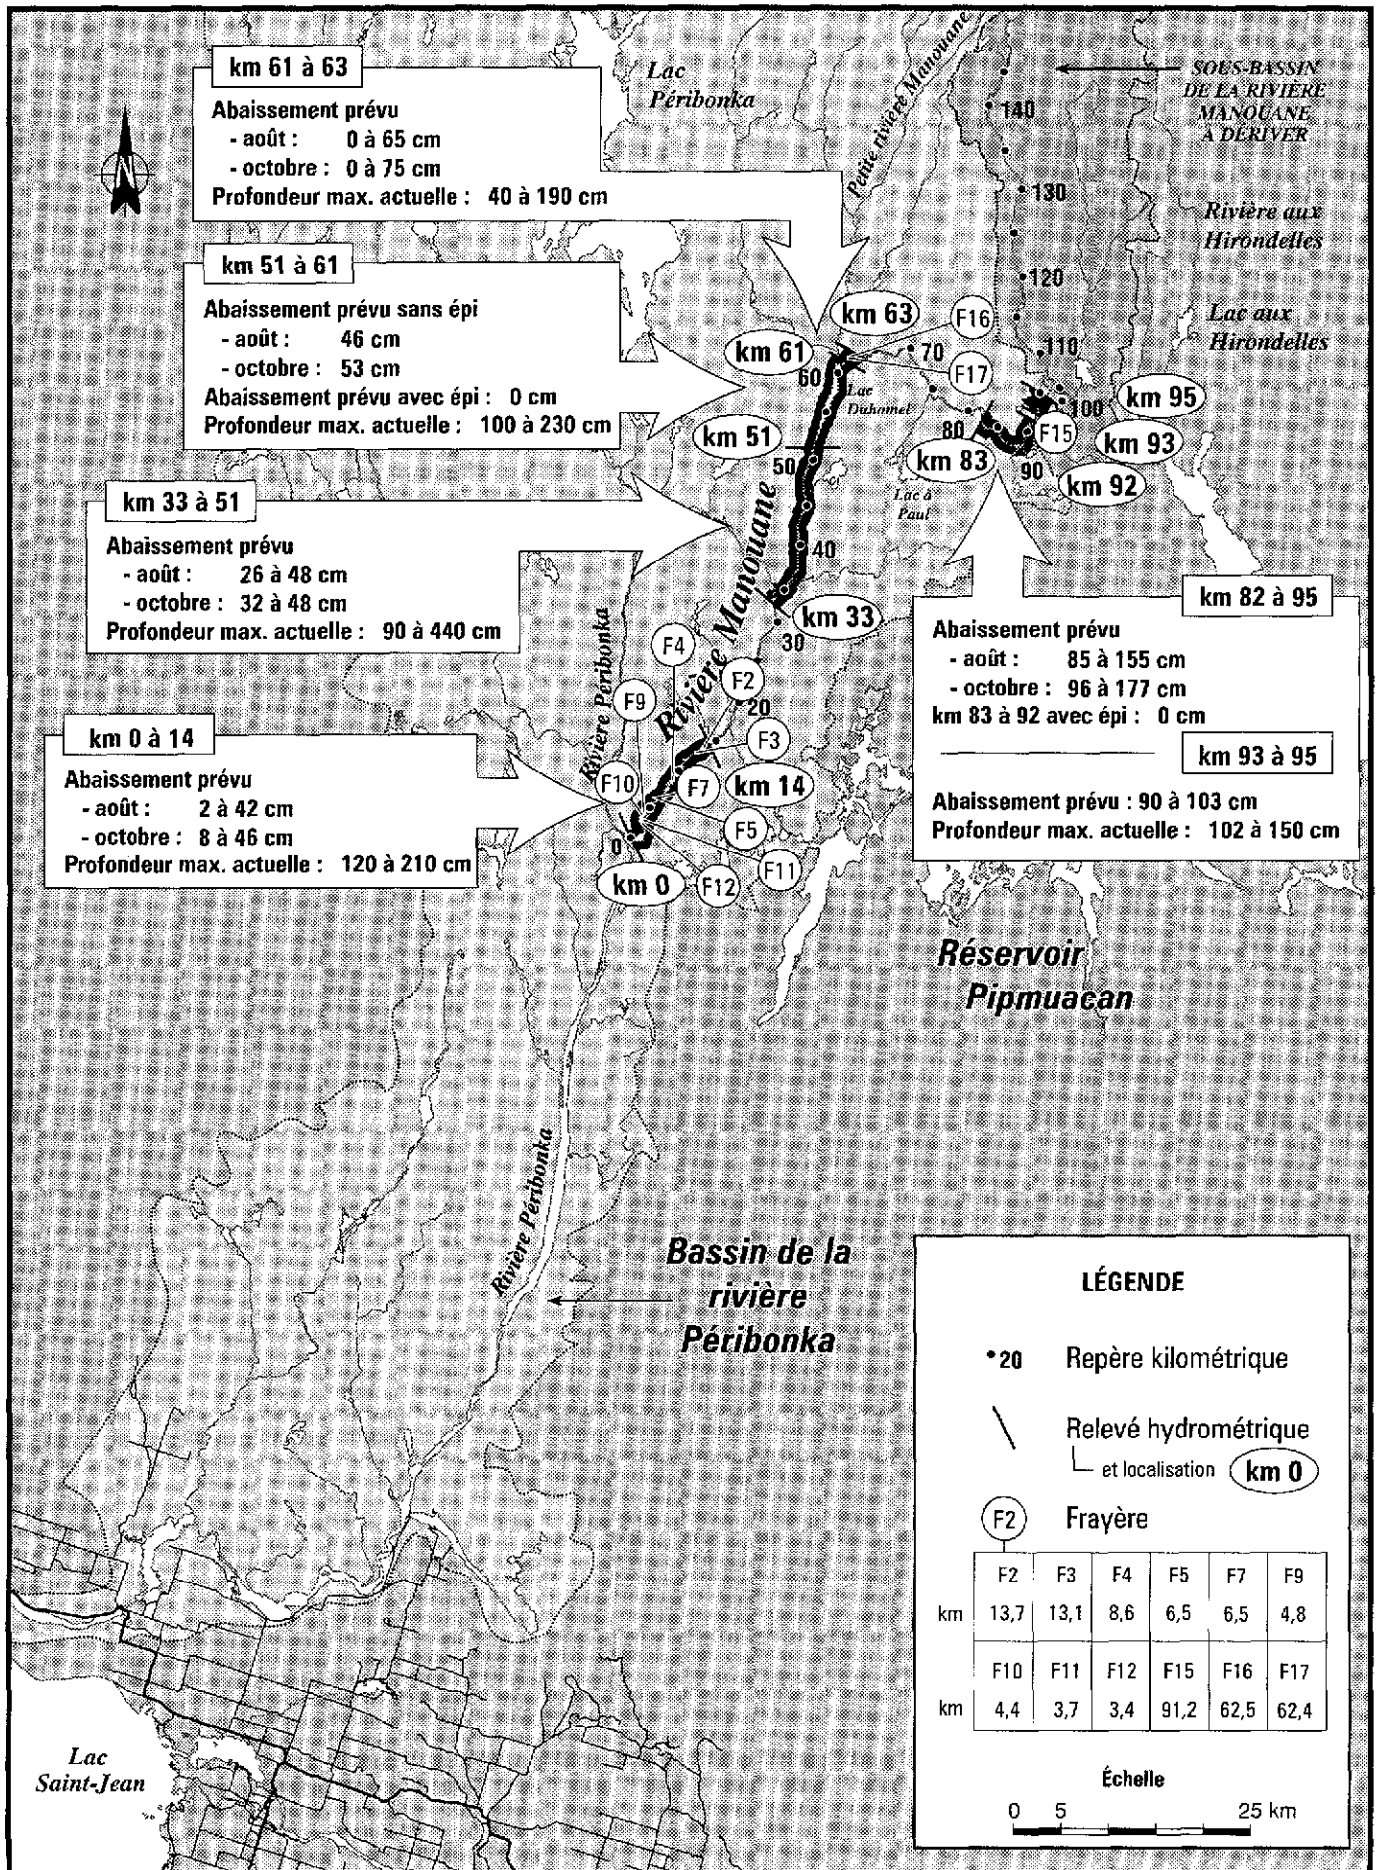 km 61 à 63
Abaissement prévu
- août : 0 à 65 cm
- octobre : 0 à 75 cm
Profondeur max. actuelle : 40 à 190 cm
km 51 à 61
Abaissement prévu sans épi
- août : 46 cm
- octobre : 53 cm
Abaissement prévu avec épi : 0 cm
Profondeur max. actuelle : 100 à 230 cm
km 33 à 51
Abaissement prévu
- août : 26 à 48 cm
- octobre : 32 à 48 cm
Profondeur max. actuelle : 90 à 440 cm
km 0 à 14
Abaissement prévu
- août : 2 à 42 cm
- octobre : 8 à 46 cm
Profondeur max. actuelle : 120 à 210 cm
N
Lac
Péribonka
Petite rivière Manouane
SOUS-BASSIN
DE LA RIVIÈRE
MANOUANE
À DÉRIVER
140
130
Rivière aux
Hirondelles
120
Lac aux
Hirondelles
110
km 63
F16
km 61
70
F17
60
Lac
Duhamel
100
km 95
km 51
80
F15
km 93
50
km 83
90
km 92
Lac à
Paul
40
Rivière Manouane
km 33
30
Rivière Péribonka
F4
F2
F9
20
F3
F10
F7
km 14
F5
0
F11
km 0
F12
km 82 à 95
Abaissement prévu
- août : 85 à 155 cm
- octobre : 96 à 177 cm
km 83 à 92 avec épi : 0 cm
km 93 à 95
Abaissement prévu : 90 à 103 cm
Profondeur max. actuelle : 102 à 150 cm
Réservoir
Pipmuacan
Rivière Péribonka
Bassin de la
rivière
Péribonka
Lac
Saint-Jean
LÉGENDE
20 Repère kilométrique
Relevé hydrométrique
et localisation km 0
F2 Frayère
F2 F3 F4 F5 F7 F9
km 13,7 13,1 8,6 6,5 6,5 4,8
F10 F11 F12 F15 F16 F17
km 4,4 3,7 3,4 91,2 62,5 62,4
Échelle
0 5 25 km